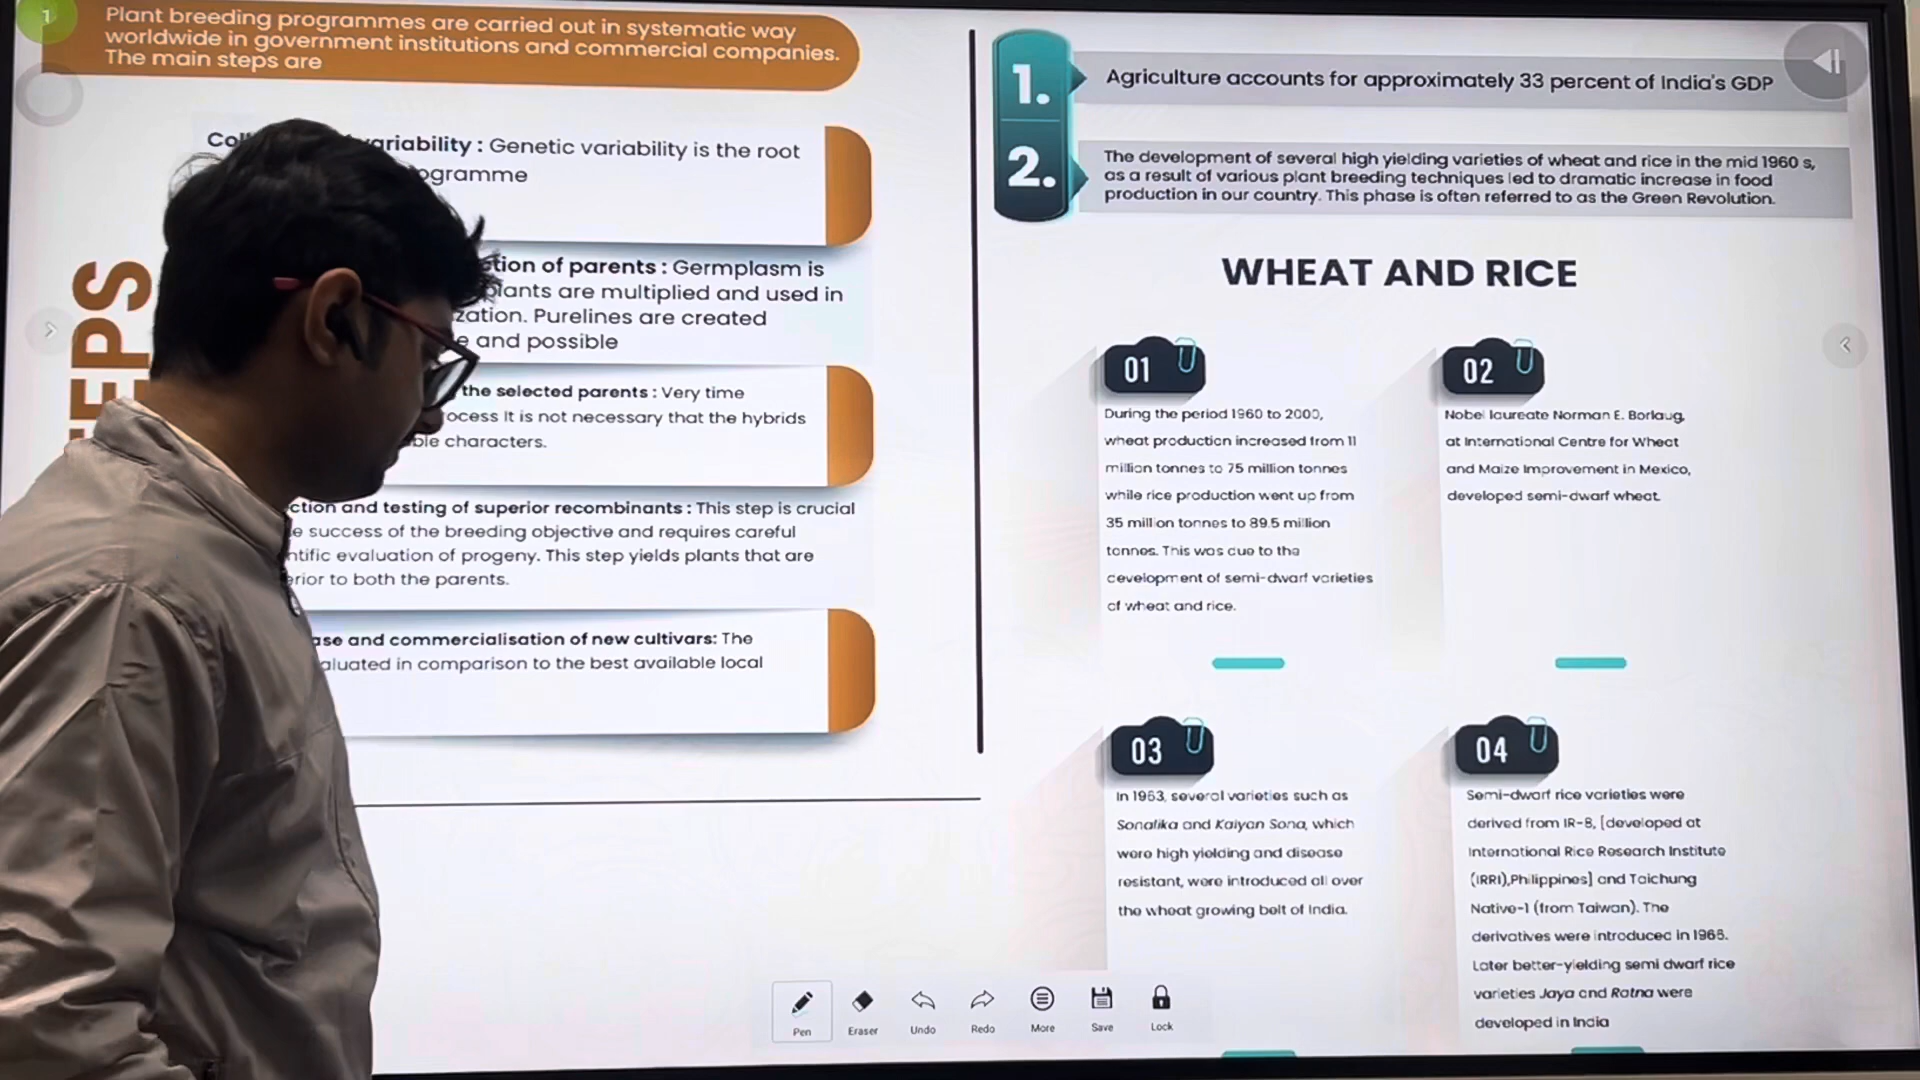 1
Plant breeding programmes are carried out in systematic way
worldwide in government institutions and commercial companies.
The main steps are
variability : Genetic variability is the root
of parents : Germplasm is
plants are multiplied and used in
Purelines are created
and possible
the selected parents : Very time
It is not necessary that the hybrids
characters.
and testing of superior recombinants : This step is crucial
success of the breeding objective and requires careful
evaluation of progeny. This step yields plants that are
to both the parents.
and commercialisation of new cultivars: The
in comparison to the best available local
1.
Agriculture accounts for approximately 33 percent of India's GDP
2.
The development of several high yielding varieties of wheat and rice in the mid 1960 s,
as a result of various plant breeding techniques led to dramatic increase in food
production in our country. This phase is often referred to as the Green Revolution.
WHEAT AND RICE
01
During the period 1960 to 2000,
wheat production increased from 11
million tonnes to 75 million tonnes
while rice production went up from
35 million tonnes to 89.5 million
tonnes. This was due to the
development of semi-dwarf varieties
of wheat and rice.
02
Nobel laureate Norman E. Borlaug,
at International Centre for Wheat
and Maize Improvement in Mexico,
developed semi-dwarf wheat.
03
In 1963, several varieties such as
Sonalika and Kalyan Sona, which
were high yielding and disease
resistant, were introduced all over
the wheat growing belt of India.
04
Semi-dwarf rice varieties were
derived from IR-8, [developed at
International Rice Research Institute
(IRRI),Philippines] and Taichung
Native-1 (from Taiwan). The
derivatives were introduced in 1966.
Later better-yielding semi dwarf rice
varieties Jaya and Ratna were
developed in India
Pen Eraser Undo Redo More Save Lock